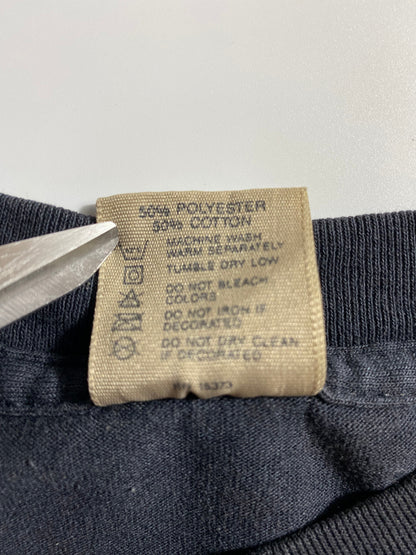 50% POLYESTER
50% COTTON
MACHINE WASH
WARM SEPARATELY
TUMBLE DRY LOW
DO NOT BLEACH
COLORS
DO NOT IRON IF
DECORATED
DO NOT DRY CLEAN
IF DECORATED
15373